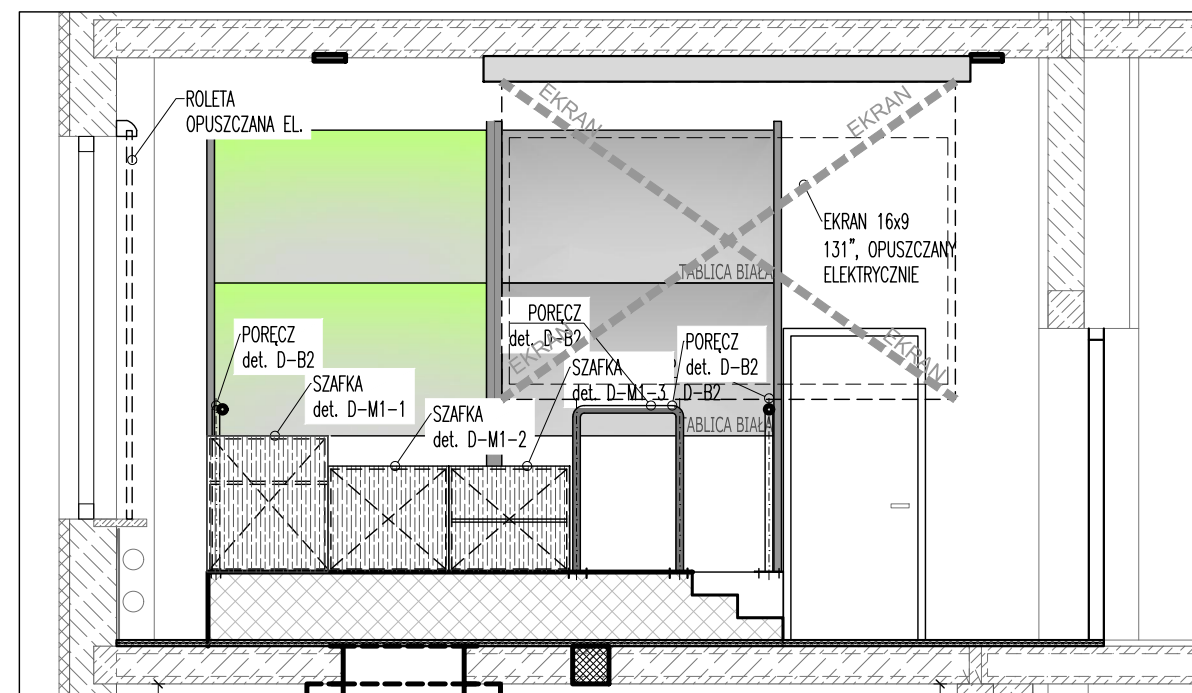 ROLETA
OPUSZCZANA EL.
EKRAN
EKRAN
EKRAN 16x9
131", OPUSZCZANY
ELEKTRYCZNIE
TABLICA BIAŁA
PORĘCZ
det. D-B2
PORĘCZ
det. D-B2
PORĘCZ
det. D-B2
EKRAN
EKRAN
SZAFKA
det. D-M1-1
SZAFKA
det. D-M1-2
SZAFKA
det. D-M1-3
D-B2
TABLICA BIAŁA